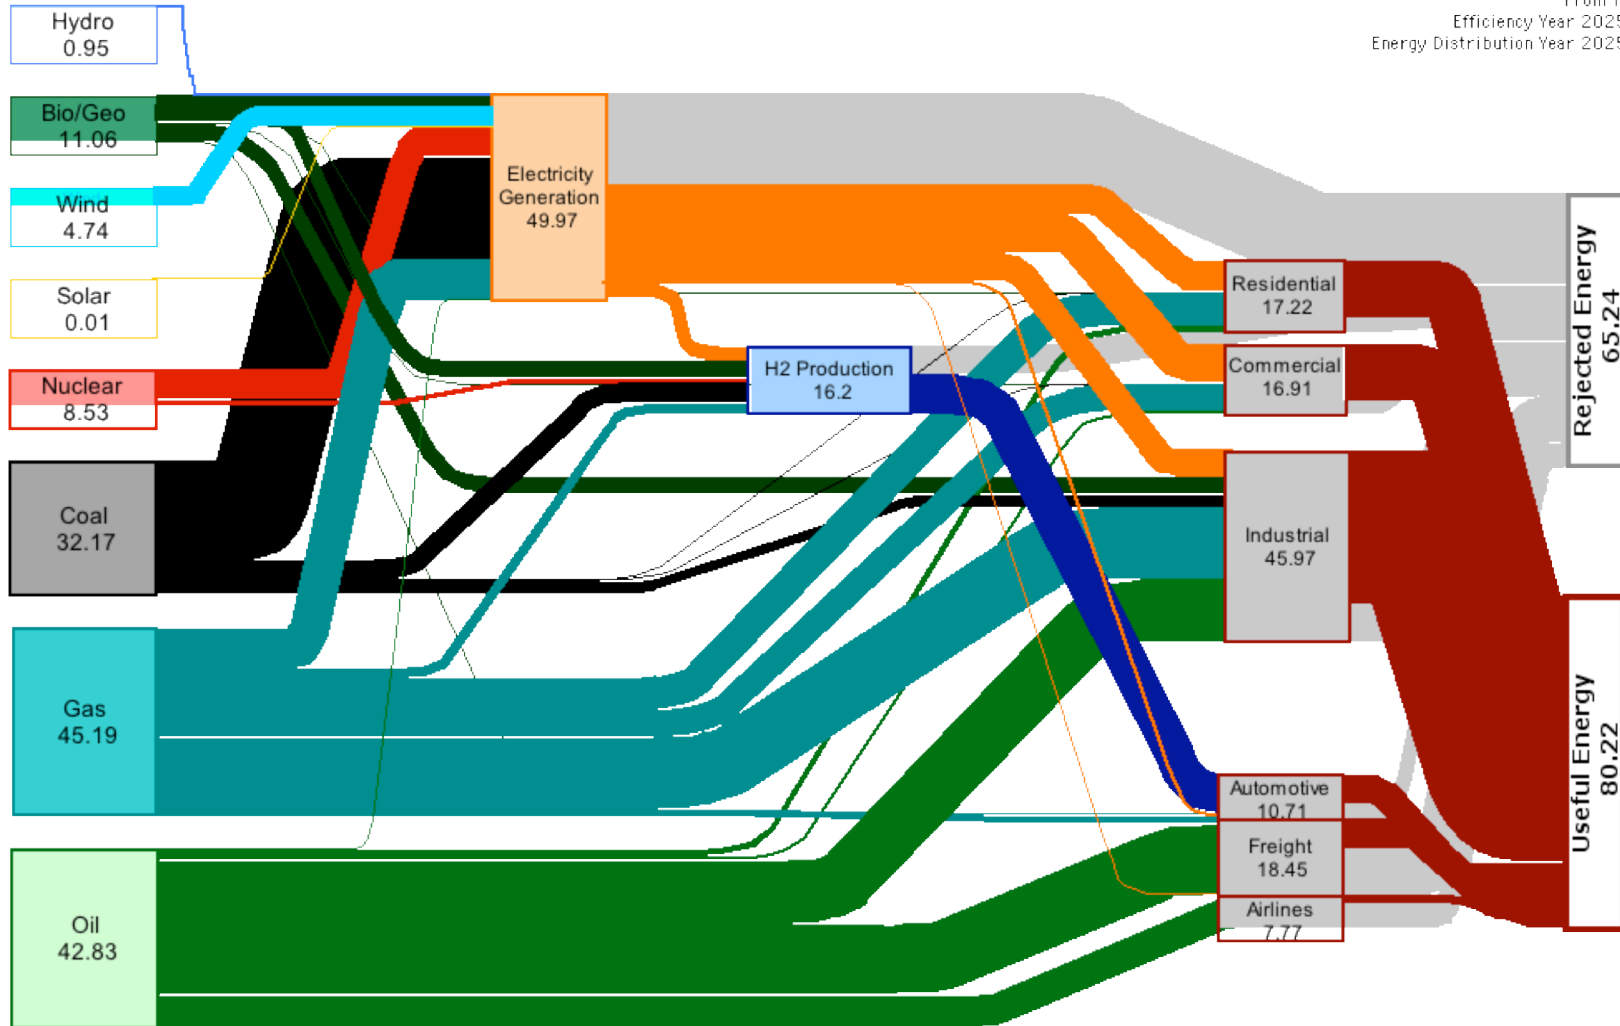 From
Efficiency Year 2025
Energy Distribution Year 2025
Hydro
0.95
Bio/Geo
11.06
Wind
4.74
Solar
0.01
Nuclear
8.53
Coal
32.17
Gas
45.19
Oil
42.83
Electricity
Generation
49.97
H2 Production
16.2
Residential
17.22
Commercial
16.91
Industrial
45.97
Automotive
10.71
Freight
18.45
Airlines
7.77
Rejected Energy
65.24
Useful Energy
80.22